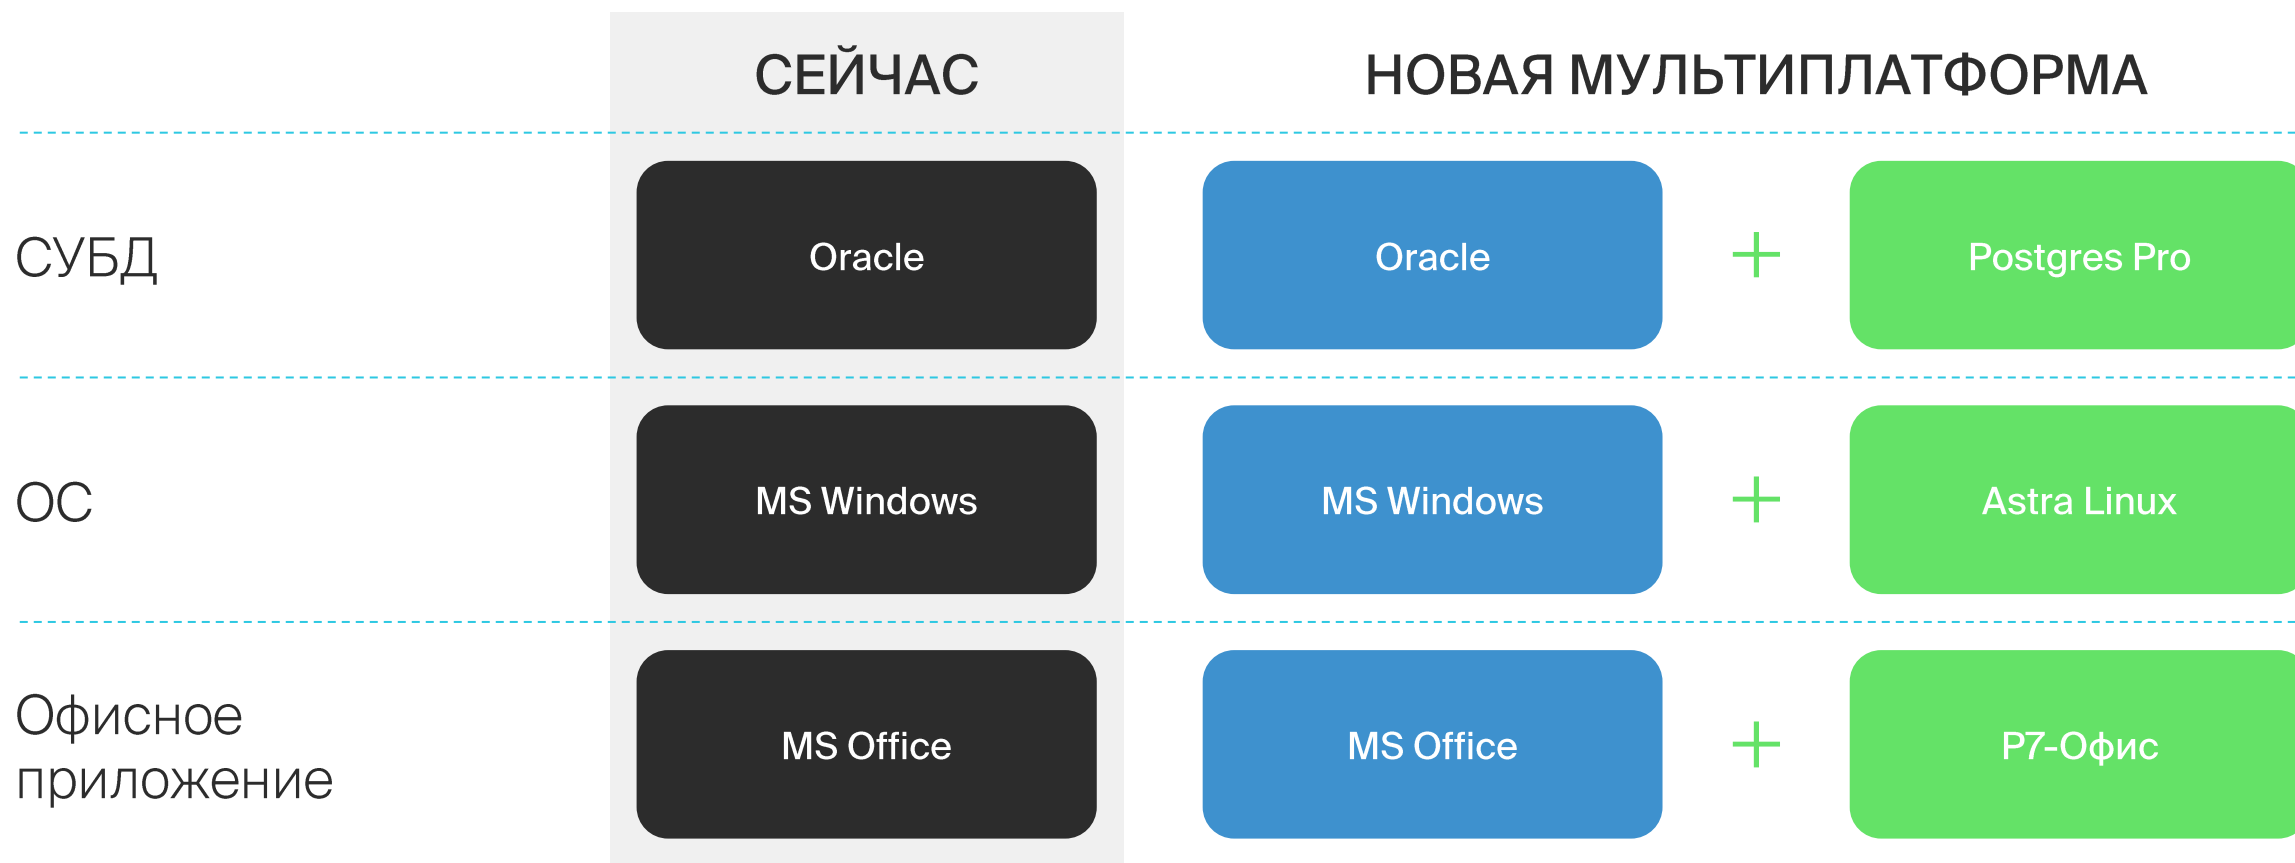 СЕЙЧАС
НОВАЯ МУЛЬТИПЛАТФОРМА
СУБД
Oracle
Oracle
+
Postgres Pro
ОС
MS Windows
MS Windows
+
Astra Linux
Офисное
приложение
MS Office
MS Office
+
Р7-Офис